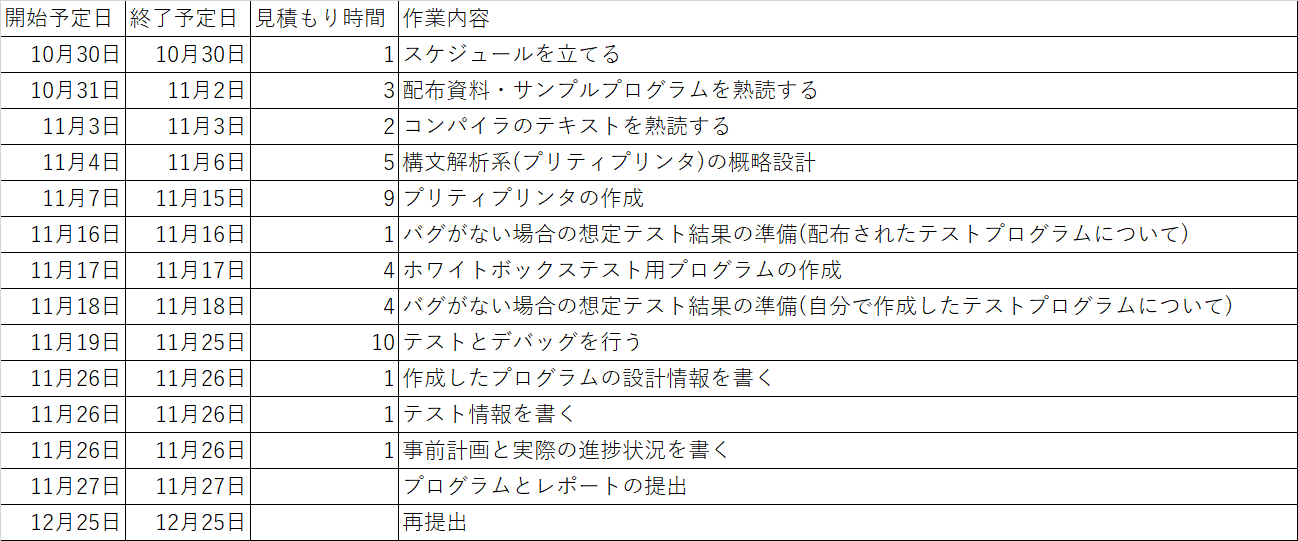 開始予定日 終了予定日 見積もり時間 作業内容
10月30日 10月30日 1 スケジュールを立てる
10月31日 11月2日 3 配布資料・サンプルプログラムを熟読する
11月3日 11月3日 2 コンパイラのテキストを熟読する
11月4日 11月6日 5 構文解析系(プリティプリンタ)の概略設計
11月7日 11月15日 9 プリティプリンタの作成
11月16日 11月16日 1 バグがない場合の想定テスト結果の準備(配布されたテストプログラムについて)
11月17日 11月17日 4 ホワイトボックステスト用プログラムの作成
11月18日 11月18日 4 バグがない場合の想定テスト結果の準備(自分で作成したテストプログラムについて)
11月19日 11月25日 10 テストとデバッグを行う
11月26日 11月26日 1 作成したプログラムの設計情報を書く
11月26日 11月26日 1 テスト情報を書く
11月26日 11月26日 1 事前計画と実際の進捗状況を書く
11月27日 11月27日 プログラムとレポートの提出
12月25日 12月25日 再提出